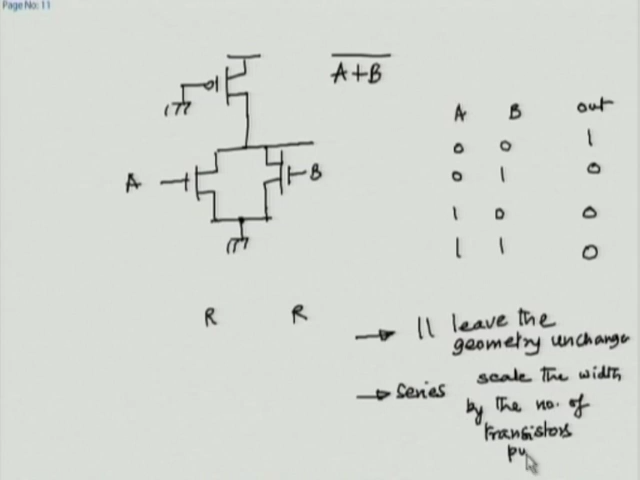 Page No: 11
A+B
A B out
0 0 1
0 1 0
1 0 0
1 1 0
A
B
R R
|| leave the
geometry unchange
series scale the width
by the no. of
transistors
pu